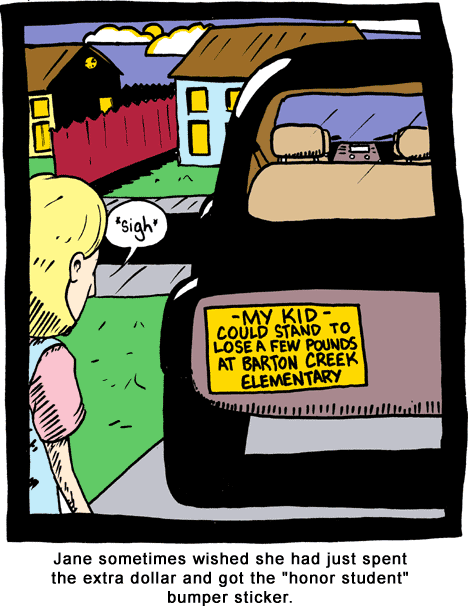 *sigh*
-MY KID-
COULD STAND TO
LOSE A FEW POUNDS
AT BARTON CREEK
ELEMENTARY
Jane sometimes wished she had just spent
the extra dollar and got the "honor student"
bumper sticker.